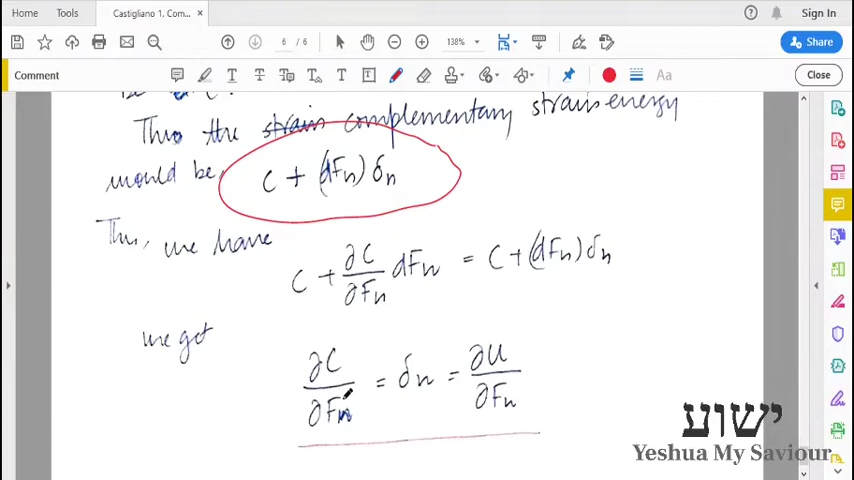 Home Tools Castigliano 1, Com... × Sign In
6 / 6 138% Share
Comment Aa Close
Thus the strain complementary strain energy
would be C + (dFn) δn
Thus, we have
C + ∂C/∂Fn dFn = C + (dFn) δn
we get
∂C/∂Fn = δn = ∂U/∂Fn
ישוע
Yeshua My Saviour